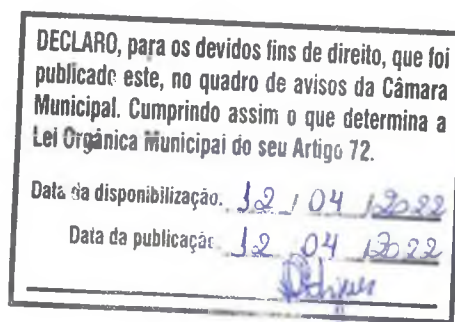 DECLARO, para os devidos fins de direito, que foi
publicado este, no quadro de avisos da Câmara
Municipal. Cumprindo assim o que determina a
Lei Orgânica Municipal do seu Artigo 72.
Data da disponibilização. 12 / 04 / 2022
Data da publicação 12 04 / 2022